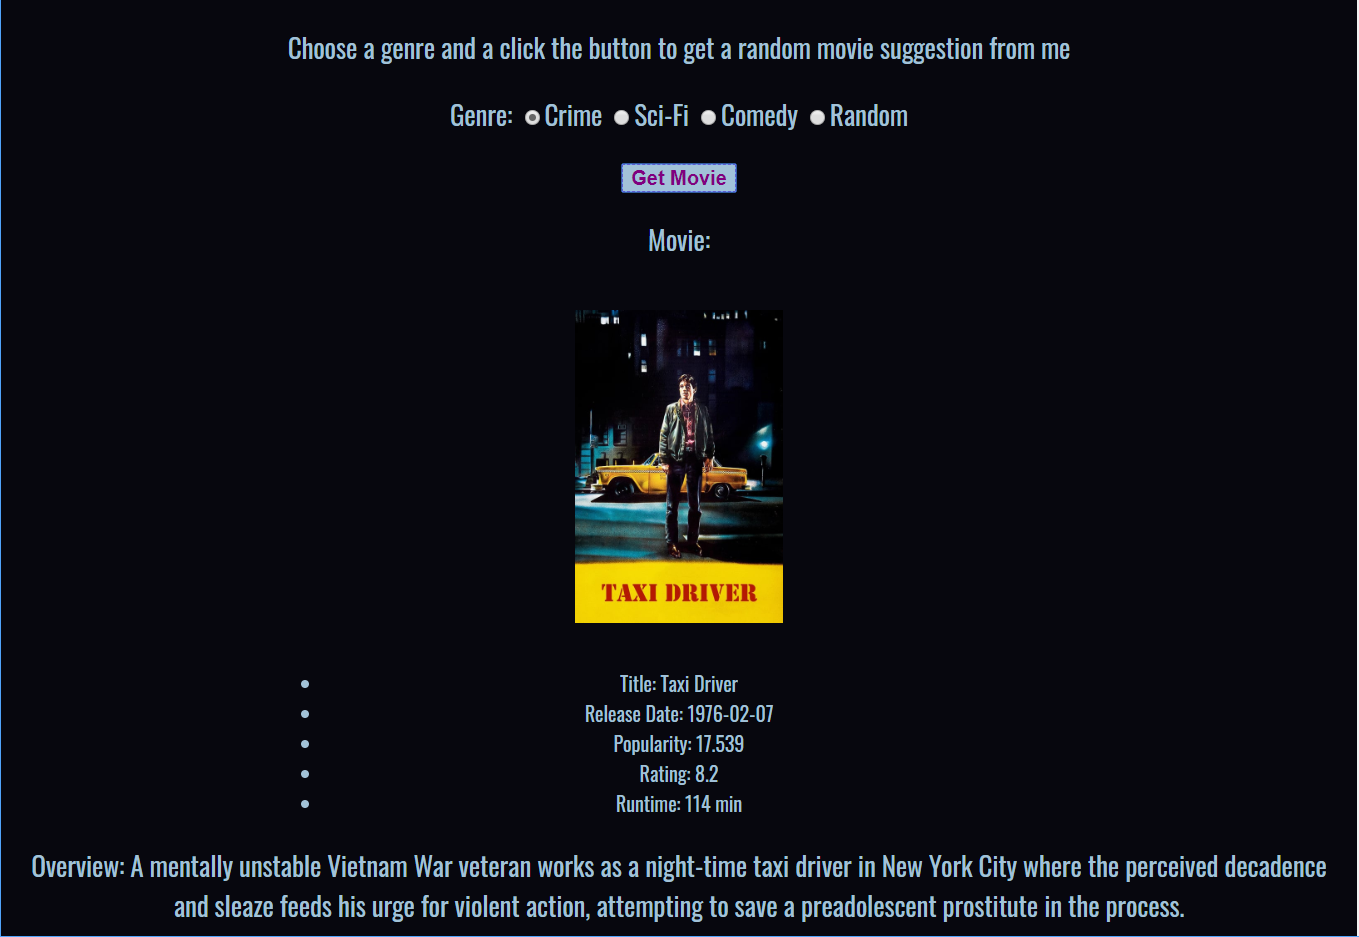 Choose a genre and a click the button to get a random movie suggestion from me
Genre: Crime Sci-Fi Comedy Random
Get Movie
Movie:
TAXI DRIVER
Title: Taxi Driver
Release Date: 1976-02-07
Popularity: 17.539
Rating: 8.2
Runtime: 114 min
Overview: A mentally unstable Vietnam War veteran works as a night-time taxi driver in New York City where the perceived decadence
and sleaze feeds his urge for violent action, attempting to save a preadolescent prostitute in the process.